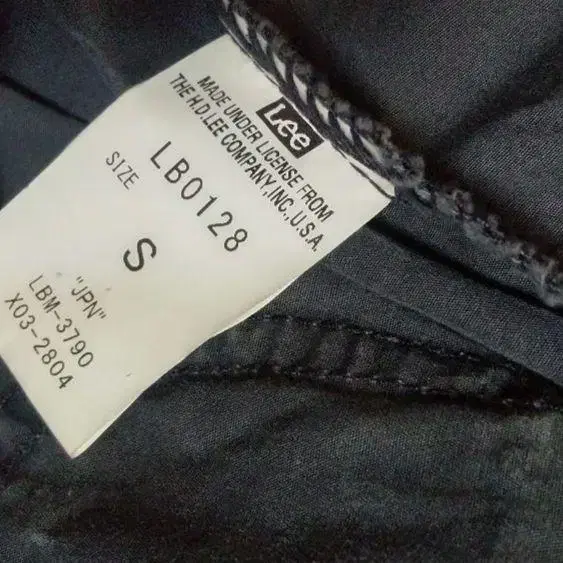 Lee
MADE UNDER LICENSE FROM
THE H.D.LEE COMPANY,INC.,U.S.A.
LB0128
SIZE
S
"JPN"
LBM-3790
X03-2804